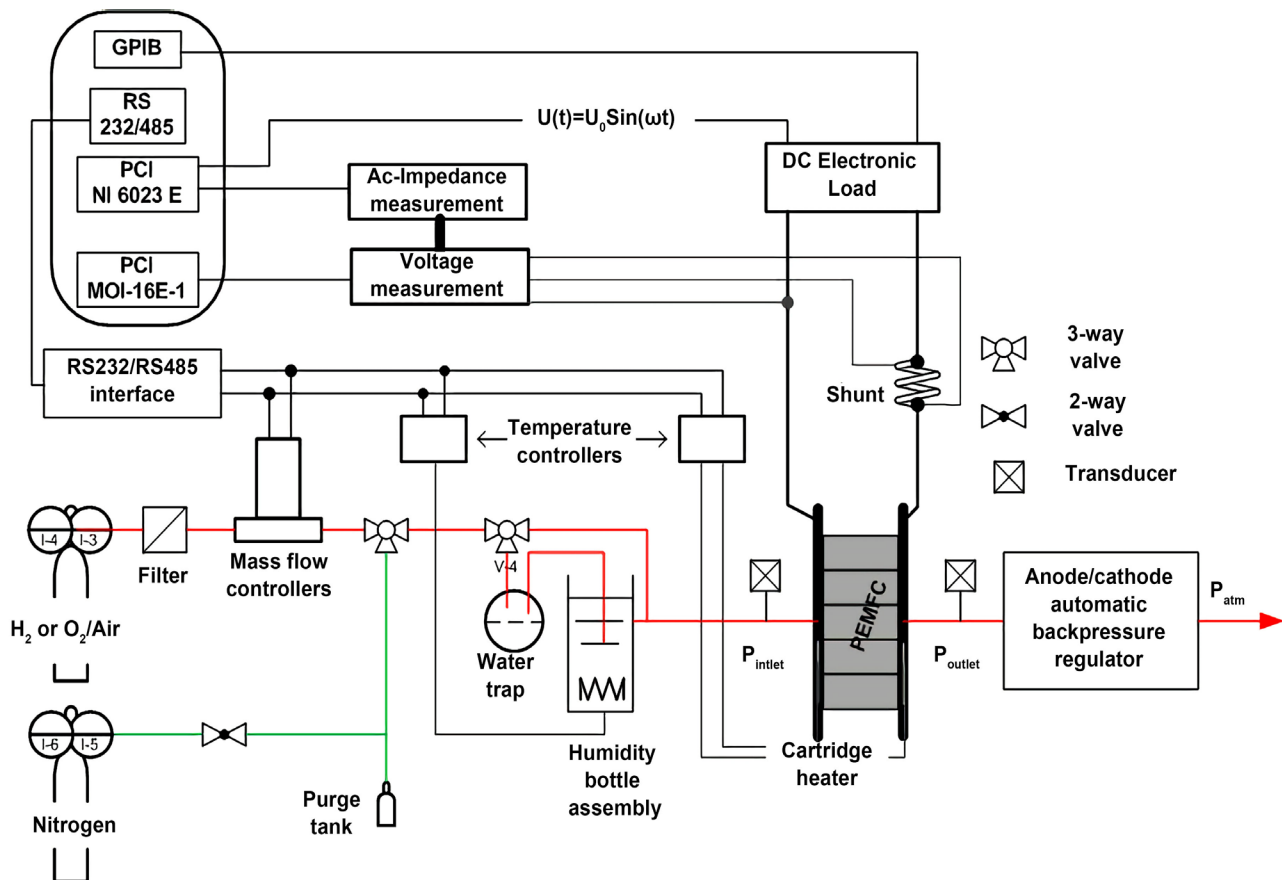 GPIB
RS
232/485
PCI
NI 6023 E
PCI
MOI-16E-1
U(t)=U₀Sin(ωt)
Ac-Impedance
measurement
Voltage
measurement
DC Electronic
Load
RS232/RS485
interface
Shunt
3-way
valve
2-way
valve
Transducer
Temperature
controllers
I-4
I-3
Filter
Mass flow
controllers
V-4
H₂ or O₂/Air
Water
trap
P intlet
PEMFC
P outlet
Anode/cathode
automatic
backpressure
regulator
P atm
I-6
I-5
Nitrogen
Purge
tank
Humidity
bottle
assembly
Cartridge
heater